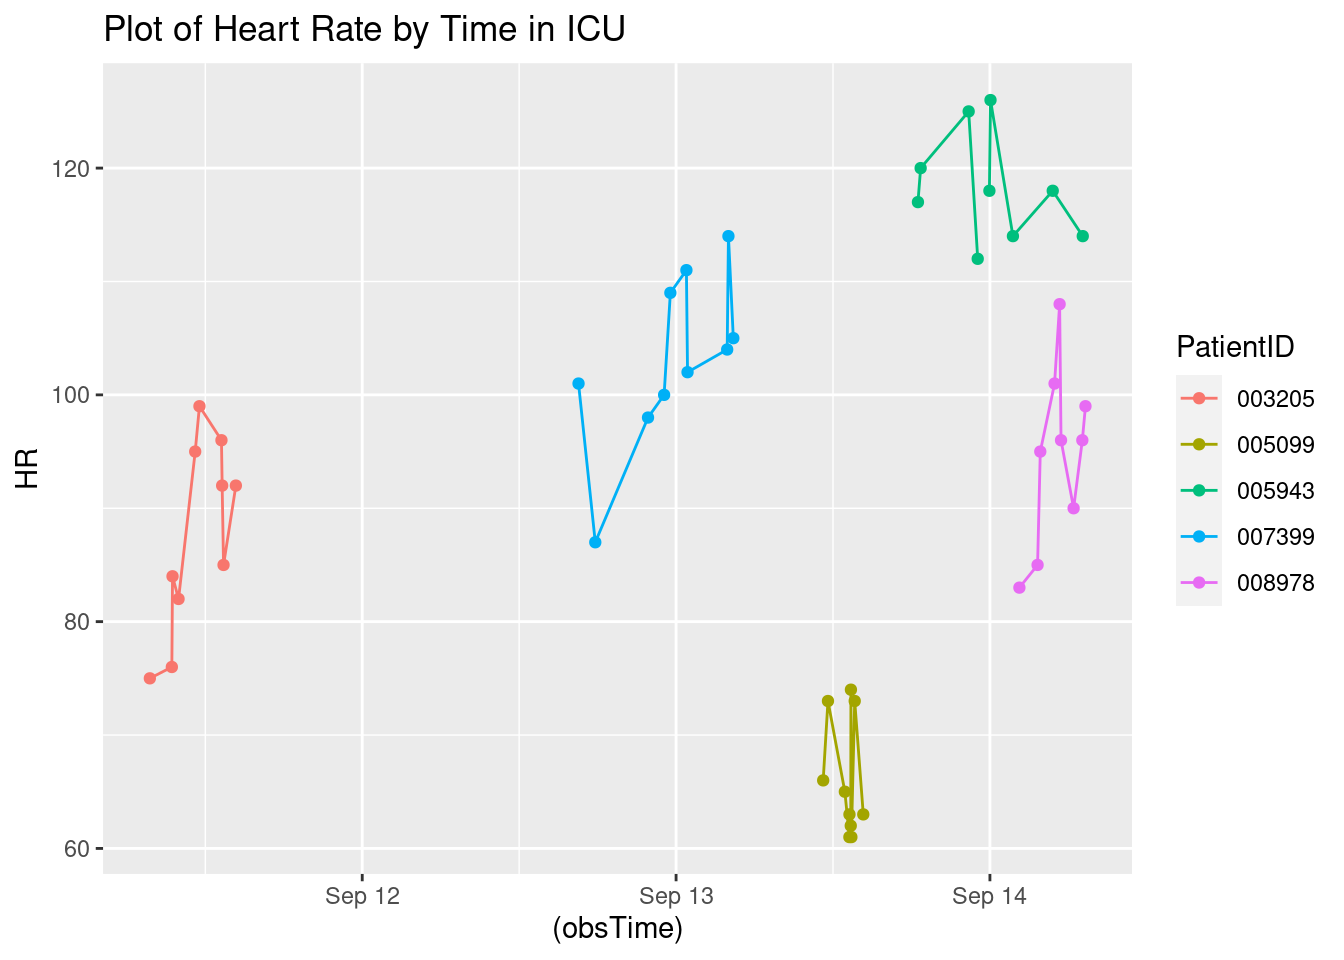 Plot of Heart Rate by Time in ICU
HR
120
100
80
60
Sep 12
Sep 13
Sep 14
(obsTime)
PatientID
003205
005099
005943
007399
008978